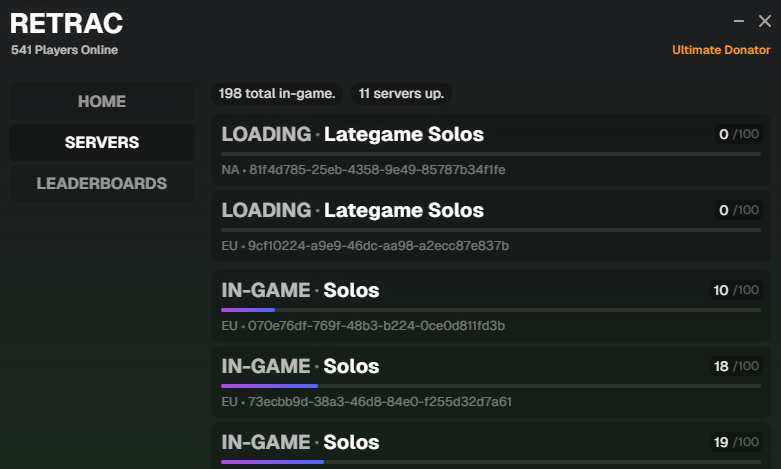 RETRAC
541 Players Online
Ultimate Donator
HOME
SERVERS
LEADERBOARDS
198 total in-game.
11 servers up.
LOADING · Lategame Solos
0 /100
NA • 81f4d785-25eb-4358-9e49-85787b34f1fe
LOADING · Lategame Solos
0 /100
EU • 9cf10224-a9e9-46dc-aa98-a2ecc87e837b
IN-GAME · Solos
10 /100
EU • 070e76df-769f-48b3-b224-0ce0d811fd3b
IN-GAME · Solos
18 /100
EU • 73ecbb9d-38a3-46d8-84e0-f255d32d7a61
IN-GAME · Solos
19 /100